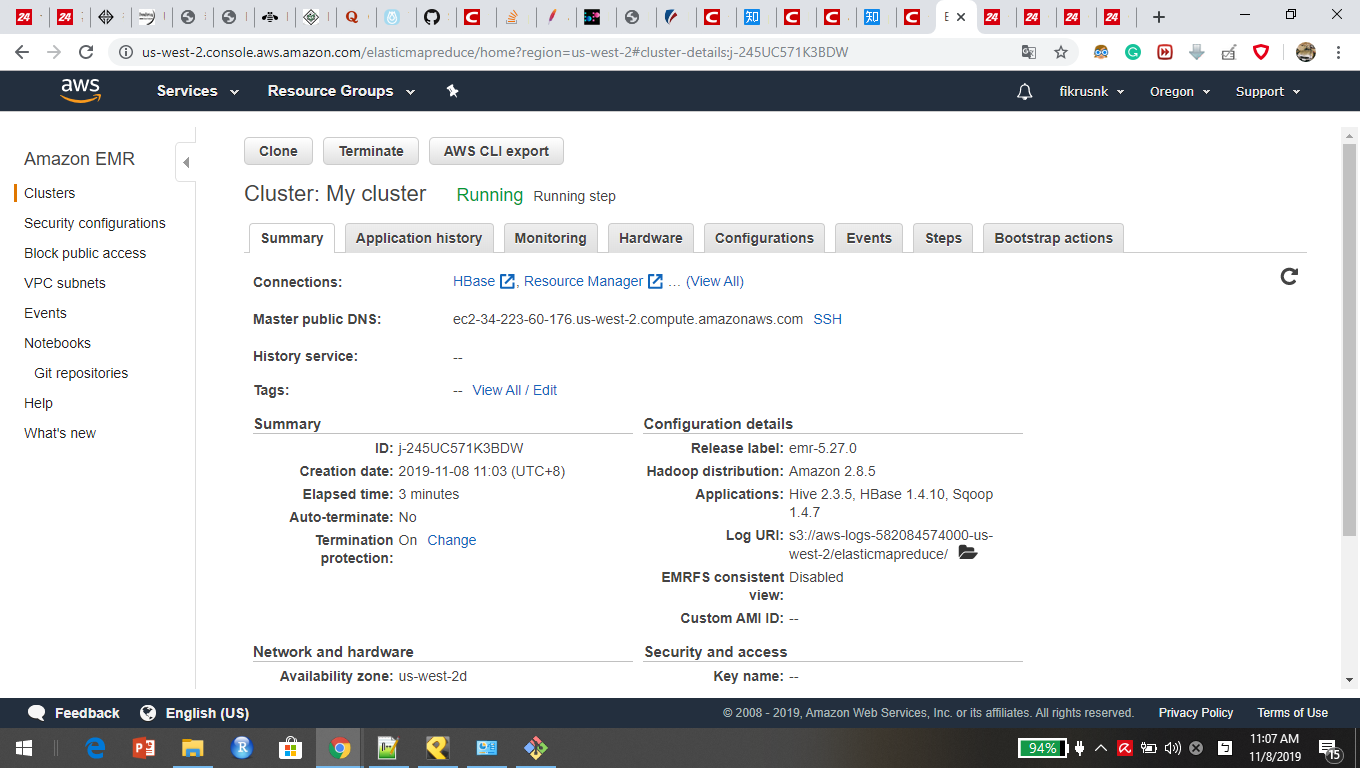 us-west-2.console.aws.amazon.com/elasticmapreduce/home?region=us-west-2#cluster-details:j-245UC571K3BDW
aws
Services
Resource Groups
fikrusnk
Oregon
Support
Amazon EMR
Clusters
Security configurations
Block public access
VPC subnets
Events
Notebooks
Git repositories
Help
What's new
Clone
Terminate
AWS CLI export
Cluster: My cluster Running Running step
Summary
Application history
Monitoring
Hardware
Configurations
Events
Steps
Bootstrap actions
Connections: HBase , Resource Manager ... (View All)
Master public DNS: ec2-34-223-60-176.us-west-2.compute.amazonaws.com SSH
History service: --
Tags: -- View All / Edit
Summary
ID: j-245UC571K3BDW
Creation date: 2019-11-08 11:03 (UTC+8)
Elapsed time: 3 minutes
Auto-terminate: No
Termination On Change
protection:
Configuration details
Release label: emr-5.27.0
Hadoop distribution: Amazon 2.8.5
Applications: Hive 2.3.5, HBase 1.4.10, Sqoop
1.4.7
Log URI: s3://aws-logs-582084574000-us-
west-2/elasticmapreduce/
EMRFS consistent Disabled
view:
Custom AMI ID: --
Network and hardware
Availability zone: us-west-2d
Security and access
Key name: --
Feedback
English (US)
© 2008 - 2019, Amazon Web Services, Inc. or its affiliates. All rights reserved.
Privacy Policy
Terms of Use
94%
11:07 AM
11/8/2019
15